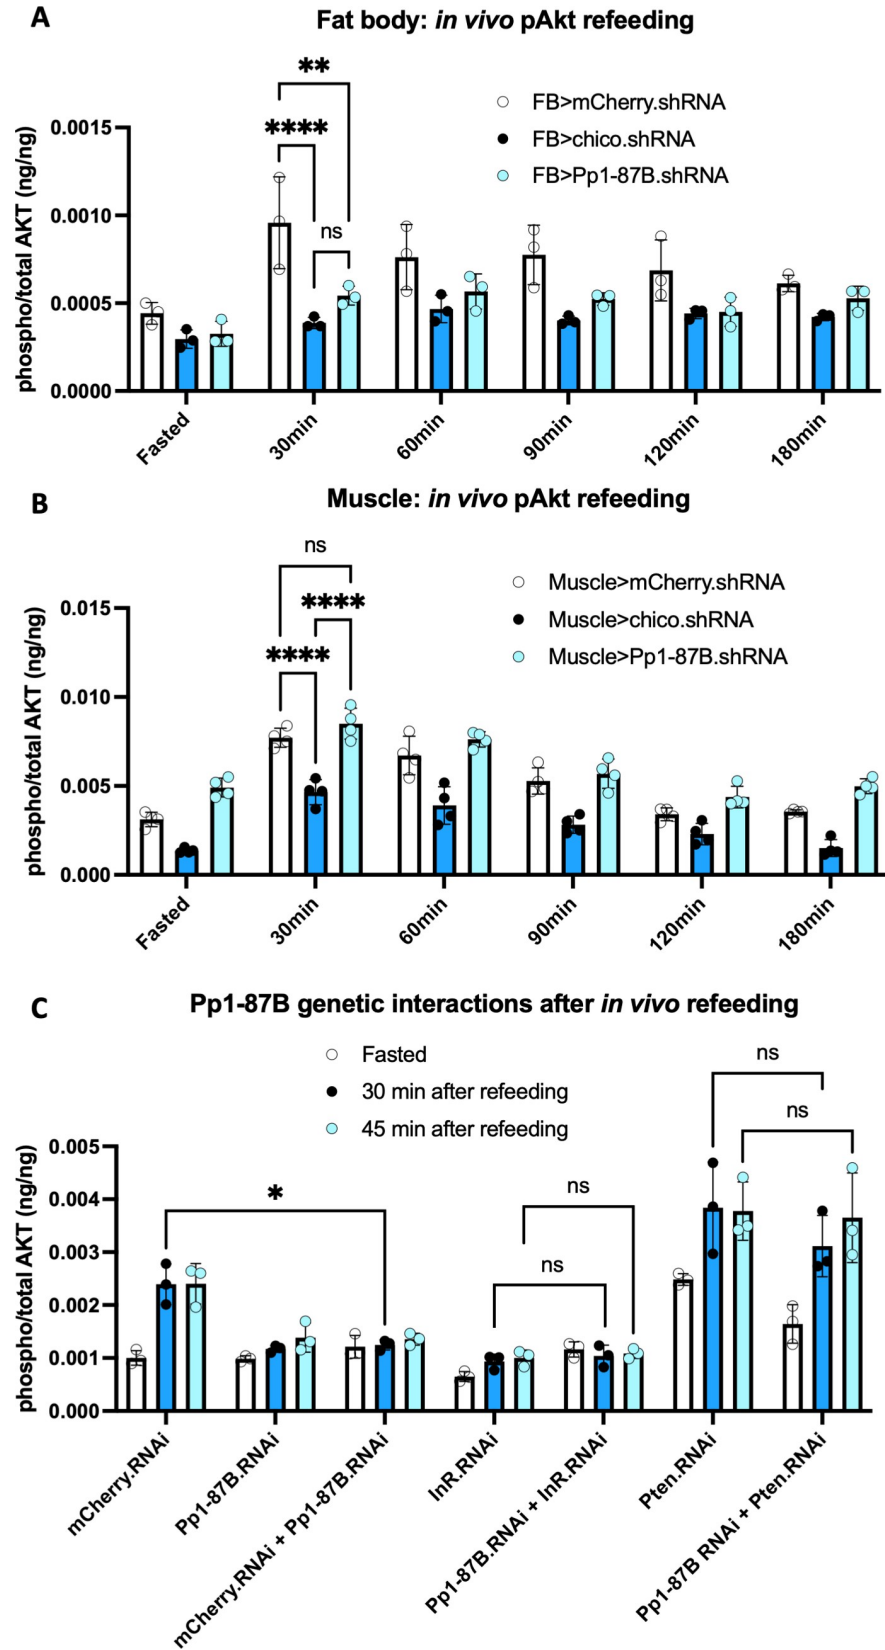 A
Fat body: in vivo pAkt refeeding
**
FB>mCherry.shRNA
****
FB>chico.shRNA
FB>Pp1-87B.shRNA
ns
phospho/total AKT (ng/ng)
0.0015
0.0010
0.0005
0.0000
Fasted
30min
60min
90min
120min
180min
B
Muscle: in vivo pAkt refeeding
ns
Muscle>mCherry.shRNA
****
Muscle>chico.shRNA
****
Muscle>Pp1-87B.shRNA
phospho/total AKT (ng/ng)
0.015
0.010
0.005
0.000
Fasted
30min
60min
90min
120min
180min
C
Pp1-87B genetic interactions after in vivo refeeding
Fasted
30 min after refeeding
45 min after refeeding
ns
ns
*
ns
ns
phospho/total AKT (ng/ng)
0.005
0.004
0.003
0.002
0.001
0.000
mCherry.RNAi
Pp1-87B.RNAi
mCherry.RNAi + Pp1-87B.RNAi
InR.RNAi
Pp1-87B.RNAi + InR.RNAi
Pten.RNAi
Pp1-87B RNAi + Pten.RNAi